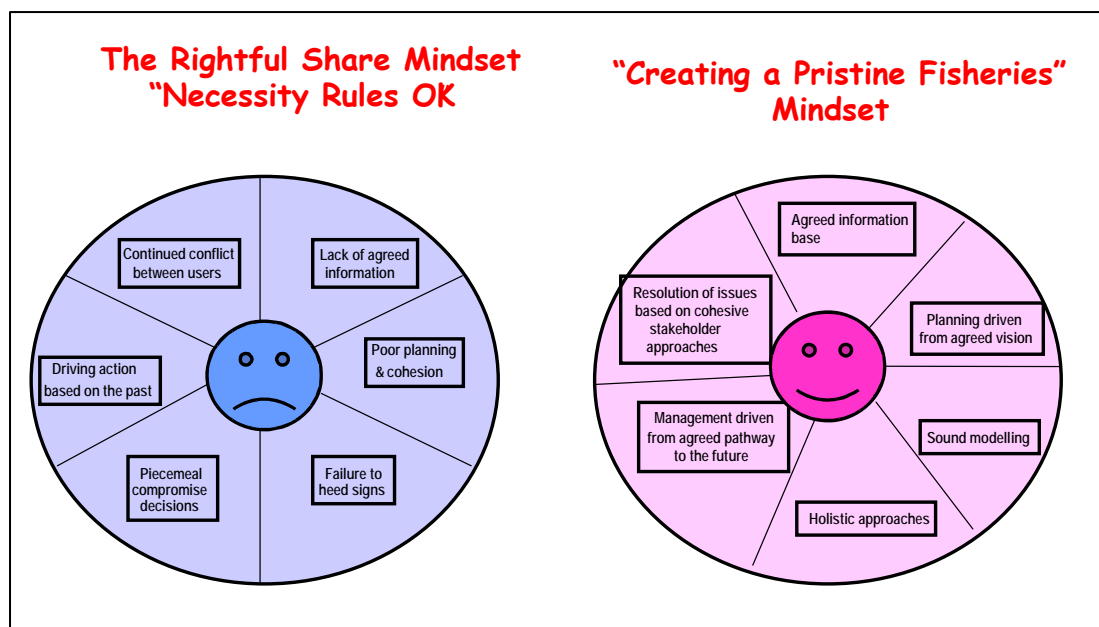 The Rightful Share Mindset
“Necessity Rules OK
“Creating a Pristine Fisheries”
Mindset
Continued conflict
between users
Lack of agreed
information
Driving action
based on the past
Poor planning
& cohesion
Piecemeal
compromise
decisions
Failure to
heed signs
Agreed information
base
Resolution of issues
based on cohesive
stakeholder
approaches
Planning driven
from agreed vision
Management driven
from agreed pathway
to the future
Sound modelling
Holistic approaches